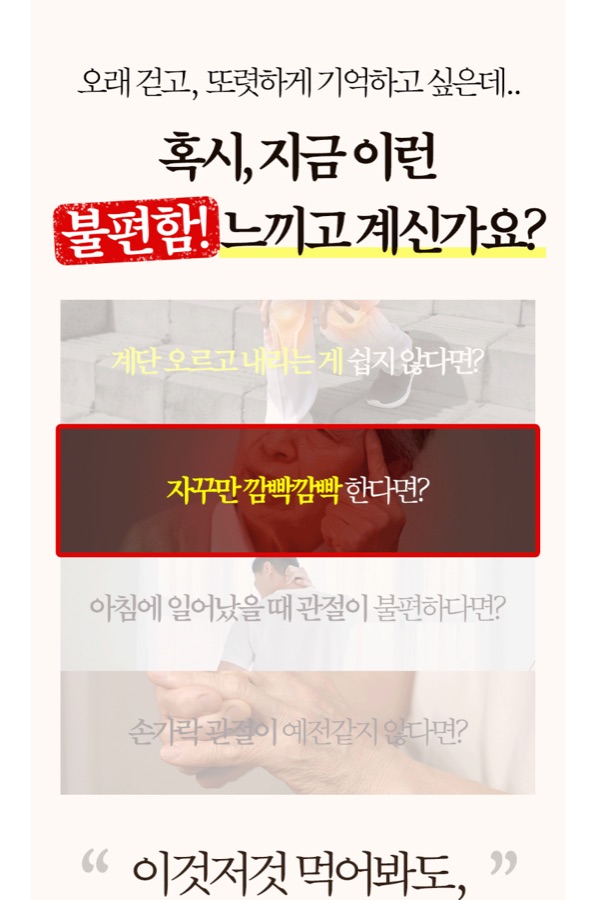 오래 걷고, 또렷하게 기억하고 싶은데..
혹시, 지금 이런
불편함! 느끼고 계신가요?
계단 오르고 내리는 게 쉽지 않다면?
자꾸만 깜빡깜빡 한다면?
아침에 일어났을 때 관절이 불편하다면?
손가락 관절이 예전같지 않다면?
“ 이것저것 먹어봐도, ”